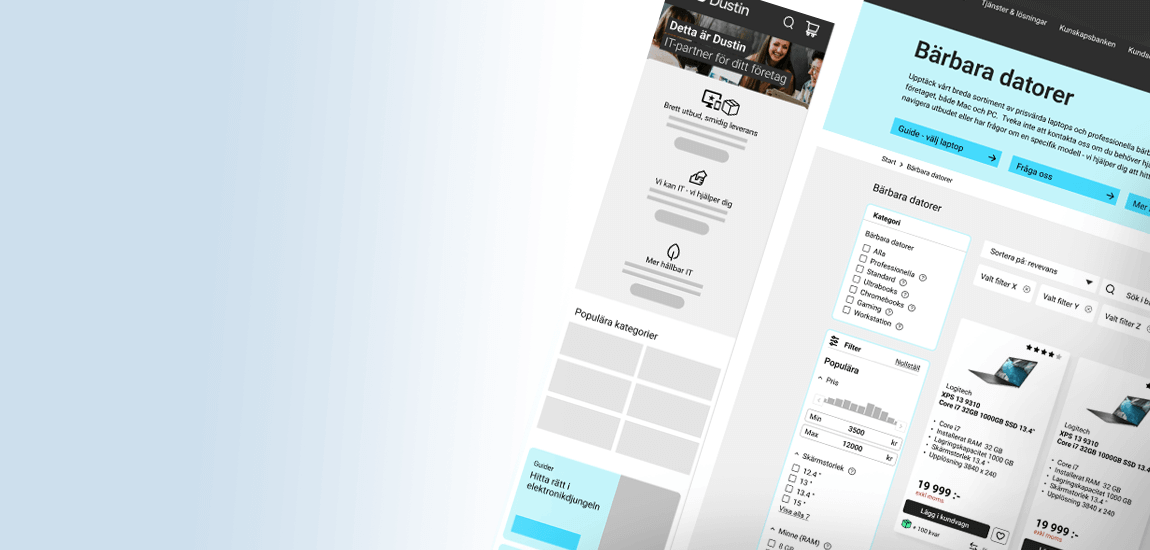 Dustin
Detta är Dustin
IT-partner för ditt företag
Brett utbud, smidig leverans
Vi kan IT - vi hjälper dig
Mer hållbar IT
Populära kategorier
Guider
Hitta rätt i
elektronikdjungeln
Tjänster & lösningar
Kunskapsbanken
Bärbara datorer
Upptäck vårt breda sortiment av prisvärda laptops och professionella
företaget, både Mac och PC. Tveka inte att kontakta oss om du behöver
navigera utbudet eller har frågor om en specifik modell - vi hjälper dig att
Guide - välj laptop
Fråga oss
Mer
Start > Bärbara datorer
Bärbara datorer
Kategori
Bärbara datorer
Alla
Professionella
Standard
Ultrabooks
Chromebooks
Gaming
Workstation
Filter
Nollställ
Populära
Pris
Min 3500 kr
Max 12000 kr
Skärmstorlek
12.4 "
13 "
13.4 "
15 "
Visa alla 7
Minne (RAM)
8 GB
Sortera på: revevans
Sök i
Valt filter X
Valt filter Y
Valt filter Z
Logitech
XPS 13 9310
Core i7 32GB 1000GB SSD 13.4"
• Core i7
• Installerat RAM 32 GB
• Lagringskapacitet 1000 GB
• Skärmstorlek 13.4 "
• Upplösning 3840 x 240
19 999 :-
exkl moms
Lägg i kundvagn
+ 100 kvar
Logitech
XPS 13 9310
Core i7 32GB 1000GB SSD 13.4
• Core i7
• Installerat RAM 32 GB
• Lagringskapacitet 1000 GB
• Skärmstorlek 13.4 "
• Upplösning 3840 x 240
19 999 :-
exkl moms